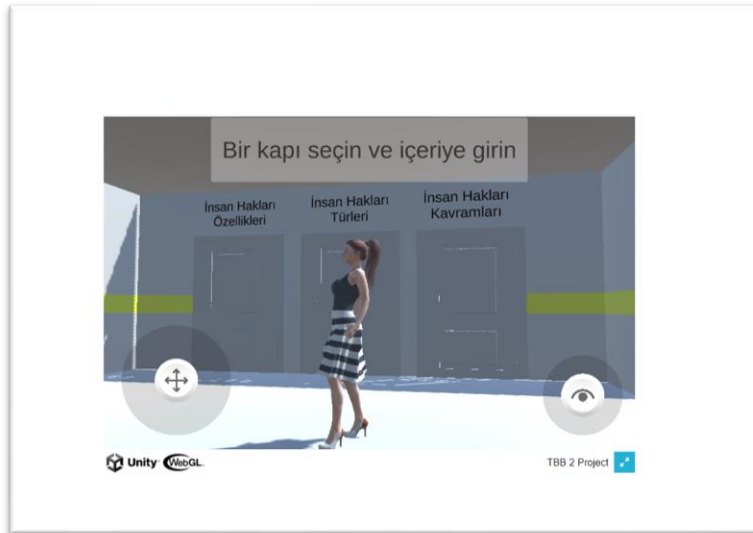 Bir kapı seçin ve içeriye girin
İnsan Hakları
Özellikleri
İnsan Hakları
Türleri
İnsan Hakları
Kavramları
Unity WebGL
TBB 2 Project